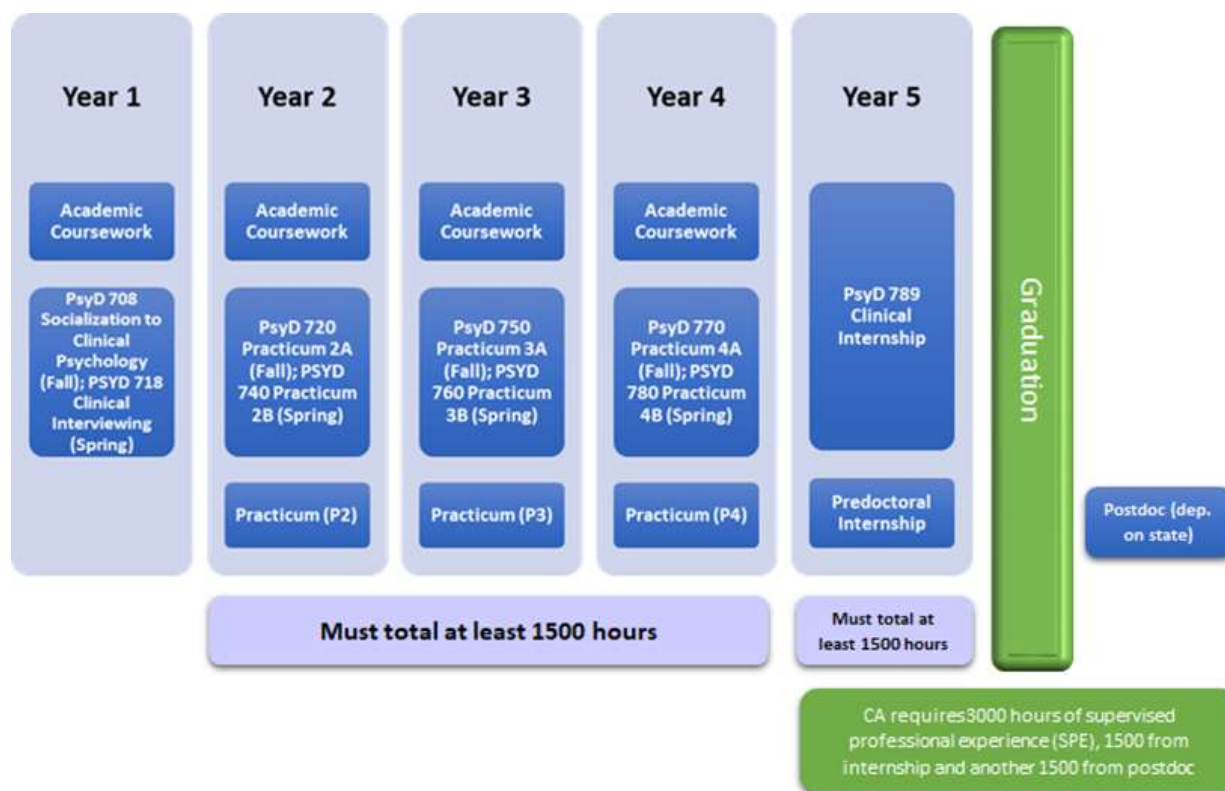 Year 1
Academic
Coursework
PsyD 708
Socialization to
Clinical
Psychology
(Fall); PSYD 718
Clinical
Interviewing
(Spring)
Year 2
Academic
Coursework
PsyD 720
Practicum 2A
(Fall); PSYD
740 Practicum
2B (Spring)
Practicum (P2)
Year 3
Academic
Coursework
PsyD 750
Practicum 3A
(Fall); PSYD
760 Practicum
3B (Spring)
Practicum (P3)
Year 4
Academic
Coursework
PsyD 770
Practicum 4A
(Fall); PSYD
780 Practicum
4B (Spring)
Practicum (P4)
Must total at least 1500 hours
Year 5
PsyD 789
Clinical
Internship
Predoctoral
Internship
Must total at
least 1500 hours
Graduation
Postdoc (dep.
on state)
CA requires3000 hours of supervised
professional experience (SPE), 1500 from
internship and another 1500 from postdoc